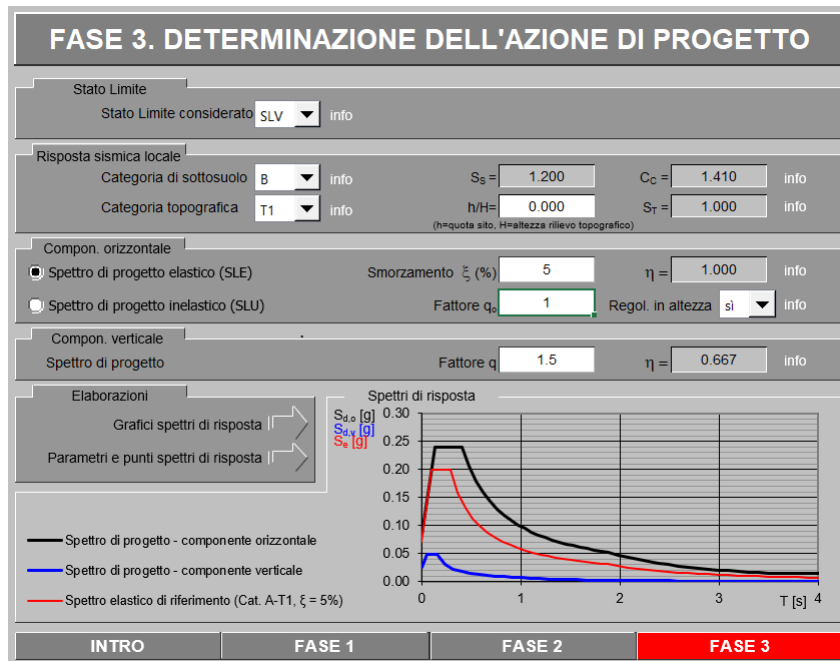 FASE 3. DETERMINAZIONE DELL'AZIONE DI PROGETTO
Stato Limite
Stato Limite considerato SLV info
Risposta sismica locale
Categoria di sottosuolo B info SS = 1.200 CC = 1.410 info
Categoria topografica T1 info h/H= 0.000 ST = 1.000 info
(h=quota sito, H=altezza rilievo topografico)
Compon. orizzontale
Spettro di progetto elastico (SLE) Smorzamento ξ (%) 5 η = 1.000 info
Spettro di progetto inelastico (SLU) Fattore qo 1 Regol. in altezza sì info
Compon. verticale
Spettro di progetto Fattore q 1.5 η = 0.667 info
Elaborazioni
Grafici spettri di risposta
Parametri e punti spettri di risposta
Spettri di risposta
Sd,o [g]
Sd,v [g]
Se [g]
0.30
0.25
0.20
0.15
0.10
0.05
0.00
0 1 2 3 4
T [s]
Spettro di progetto - componente orizzontale
Spettro di progetto - componente verticale
Spettro elastico di riferimento (Cat. A-T1, ξ = 5%)
INTRO FASE 1 FASE 2 FASE 3